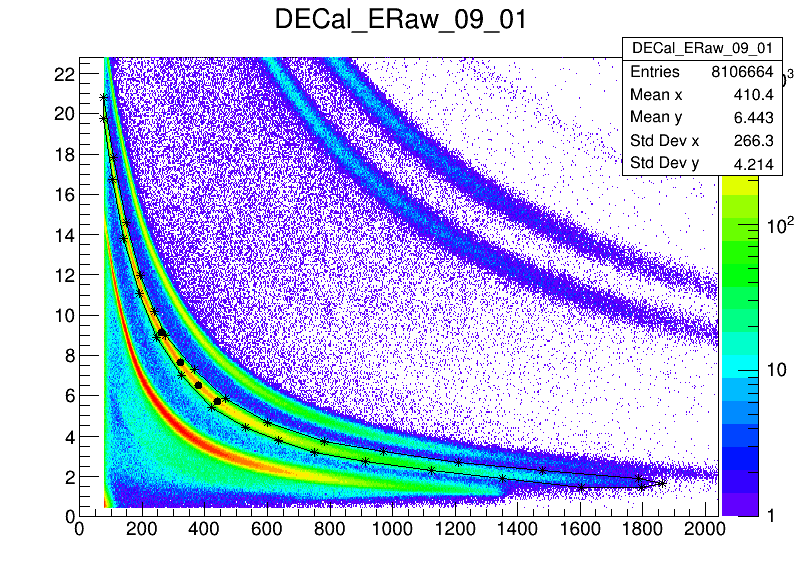 DECal_ERaw_09_01
DECal_ERaw_09_01
Entries 8106664
Mean x 410.4
Mean y 6.443
Std Dev x 266.3
Std Dev y 4.214
22
20
18
16
14
12
10
8
6
4
2
0
0 200 400 600 800 1000 1200 1400 1600 1800 2000
10²
10
1